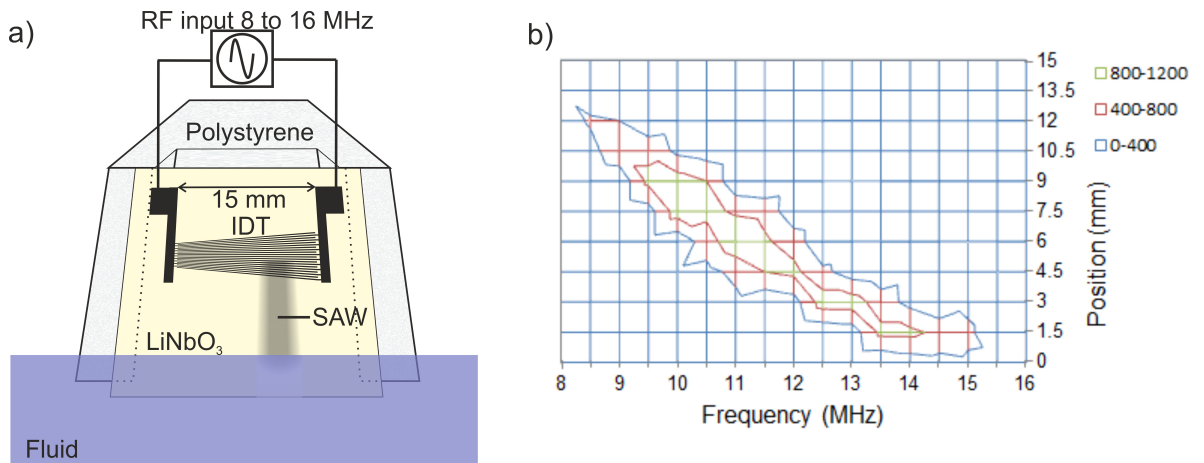 a)
RF input 8 to 16 MHz
Polystyrene
15 mm
IDT
SAW
LiNbO₃
Fluid
b)
15
13.5
12
10.5
9
7.5
6
4.5
3
1.5
0
Position (mm)
8 9 10 11 12 13 14 15 16
Frequency (MHz)
800-1200
400-800
0-400